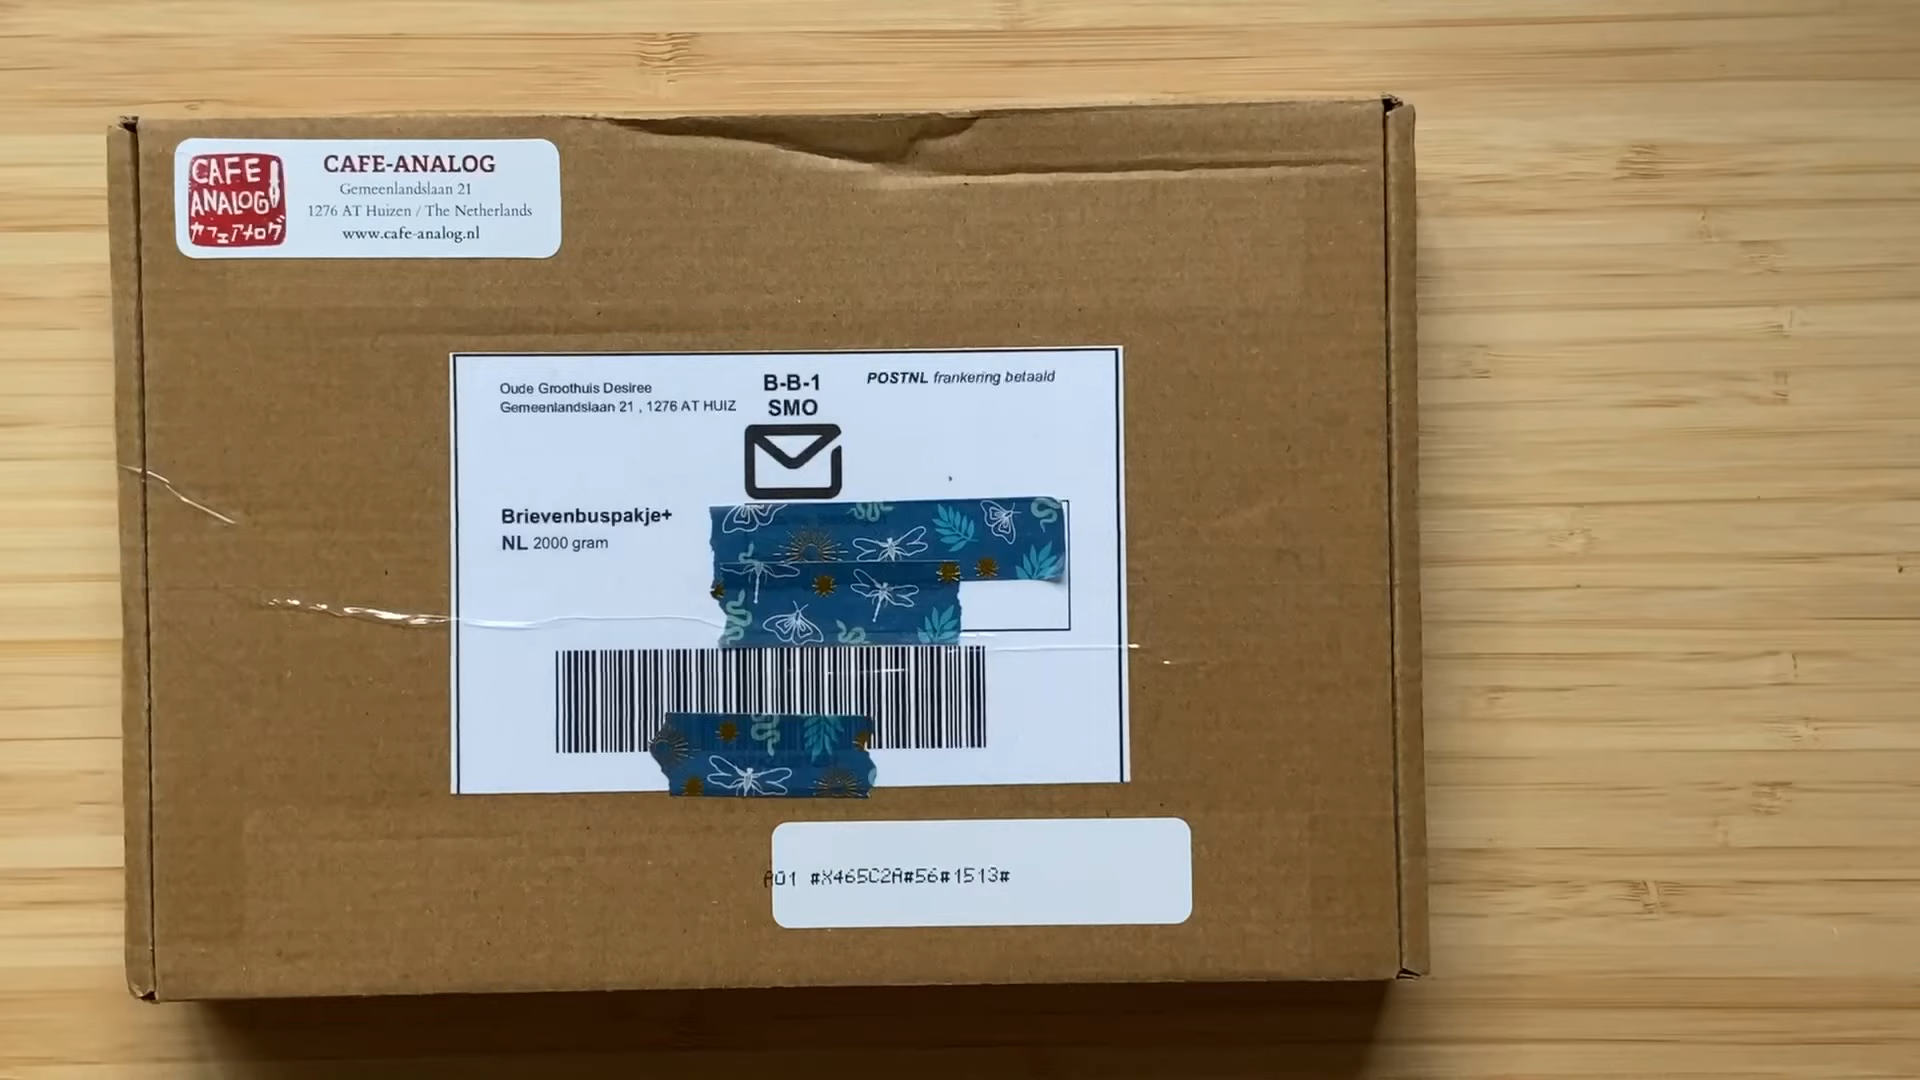 CAFE
ANALOG
カフェアナログ
CAFE-ANALOG
Gemeenlandslaan 21
1276 AT Huizen / The Netherlands
www.cafe-analog.nl
Oude Groothuis Desiree
Gemeenlandslaan 21 , 1276 AT HUIZ
B-B-1
SMO
POSTNL frankering betaald
Brievenbuspakje+
NL 2000 gram
A01 #X465C2A#56#1513#